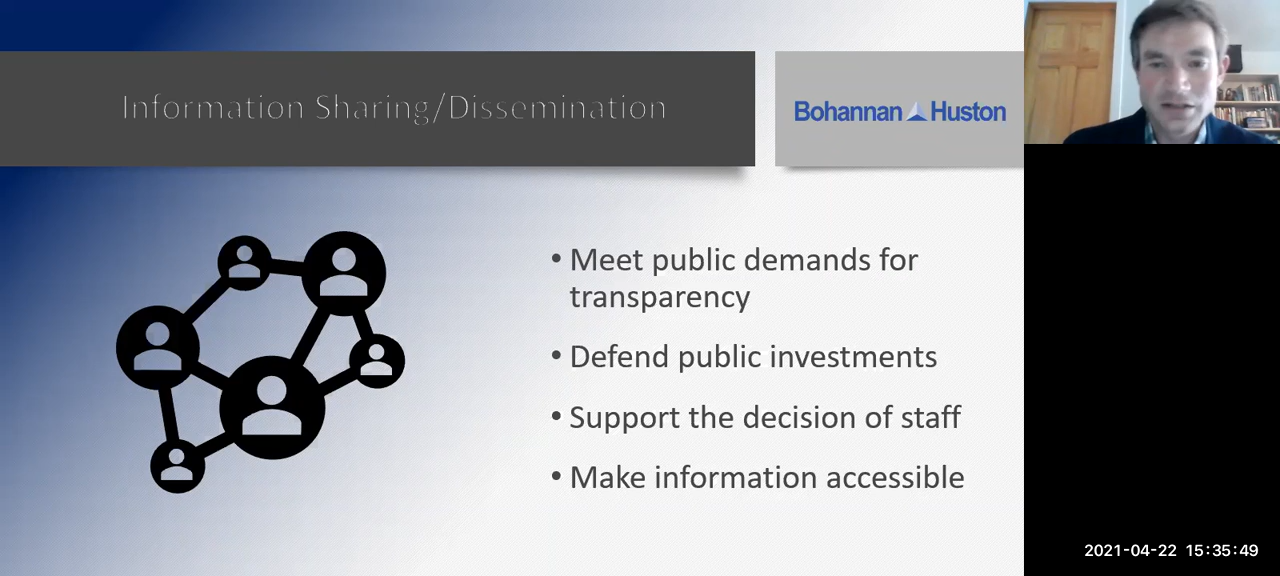 Information Sharing/Dissemination
Bohannan Huston
• Meet public demands for
transparency
• Defend public investments
• Support the decision of staff
• Make information accessible
2021-04-22 15:35:49